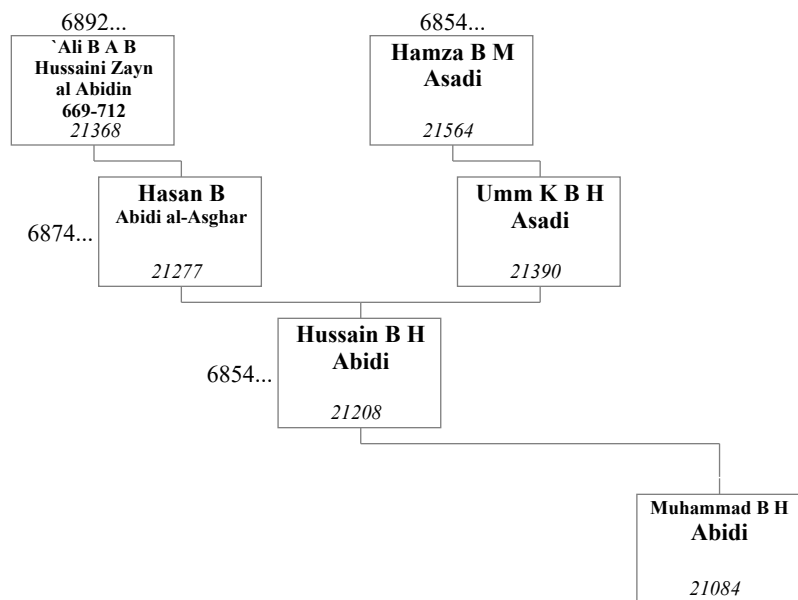 6892...
`Ali B A B
Hussaini Zayn
al Abidin
669-712
21368
6854...
Hamza B M
Asadi
21564
6874...
Hasan B
Abidi al-Asghar
21277
Umm K B H
Asadi
21390
6854...
Hussain B H
Abidi
21208
Muhammad B H
Abidi
21084